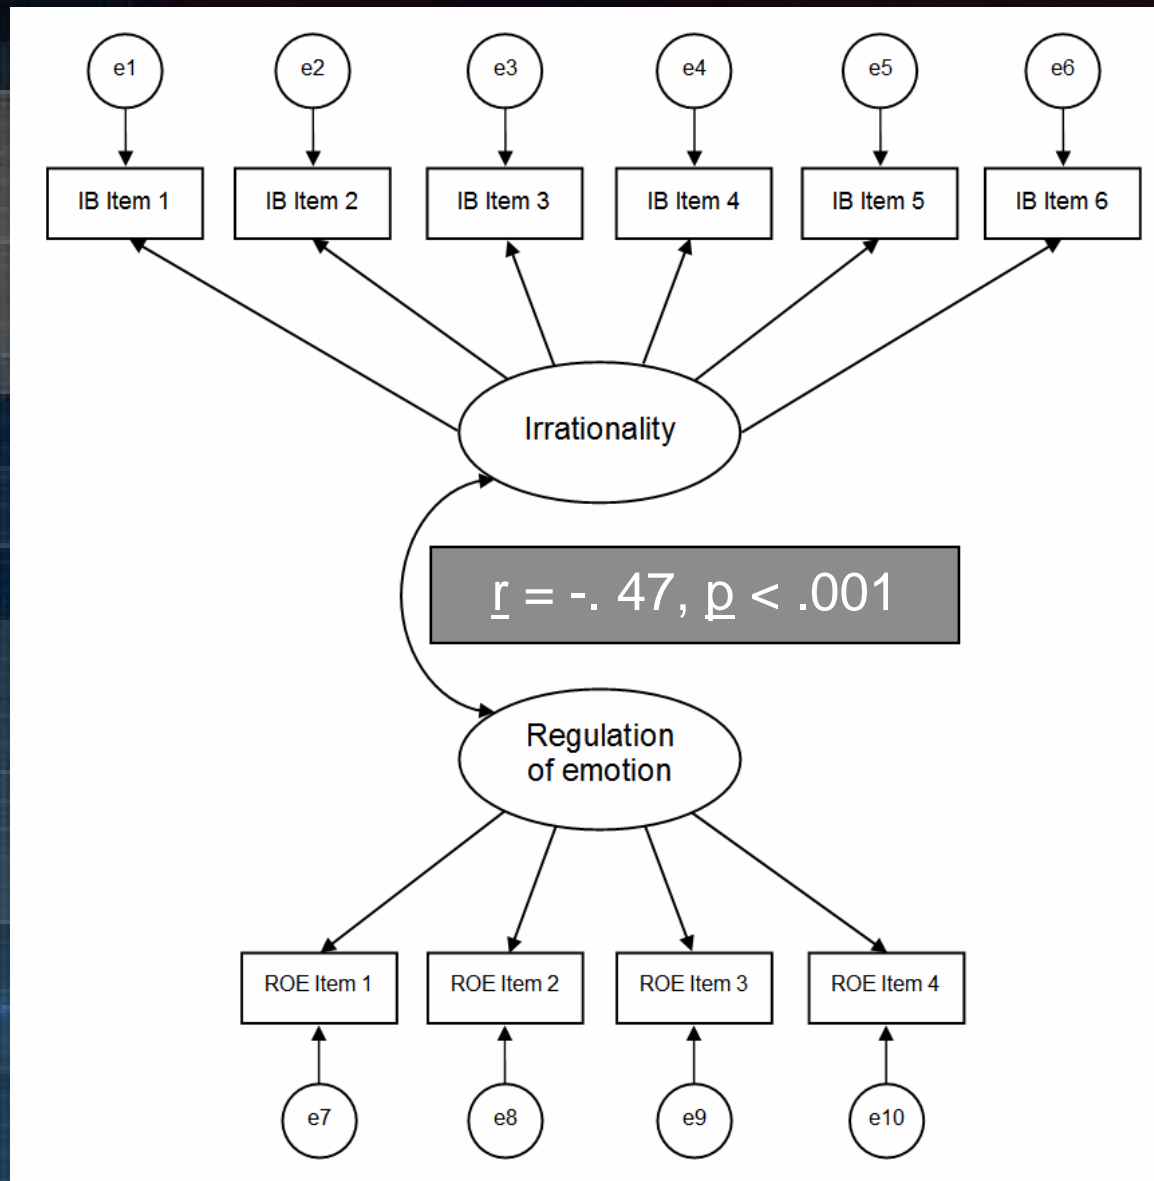 e1 e2 e3 e4 e5 e6
IB Item 1 IB Item 2 IB Item 3 IB Item 4 IB Item 5 IB Item 6
Irrationality
r = -. 47, p < .001
Regulation
of emotion
ROE Item 1 ROE Item 2 ROE Item 3 ROE Item 4
e7 e8 e9 e10